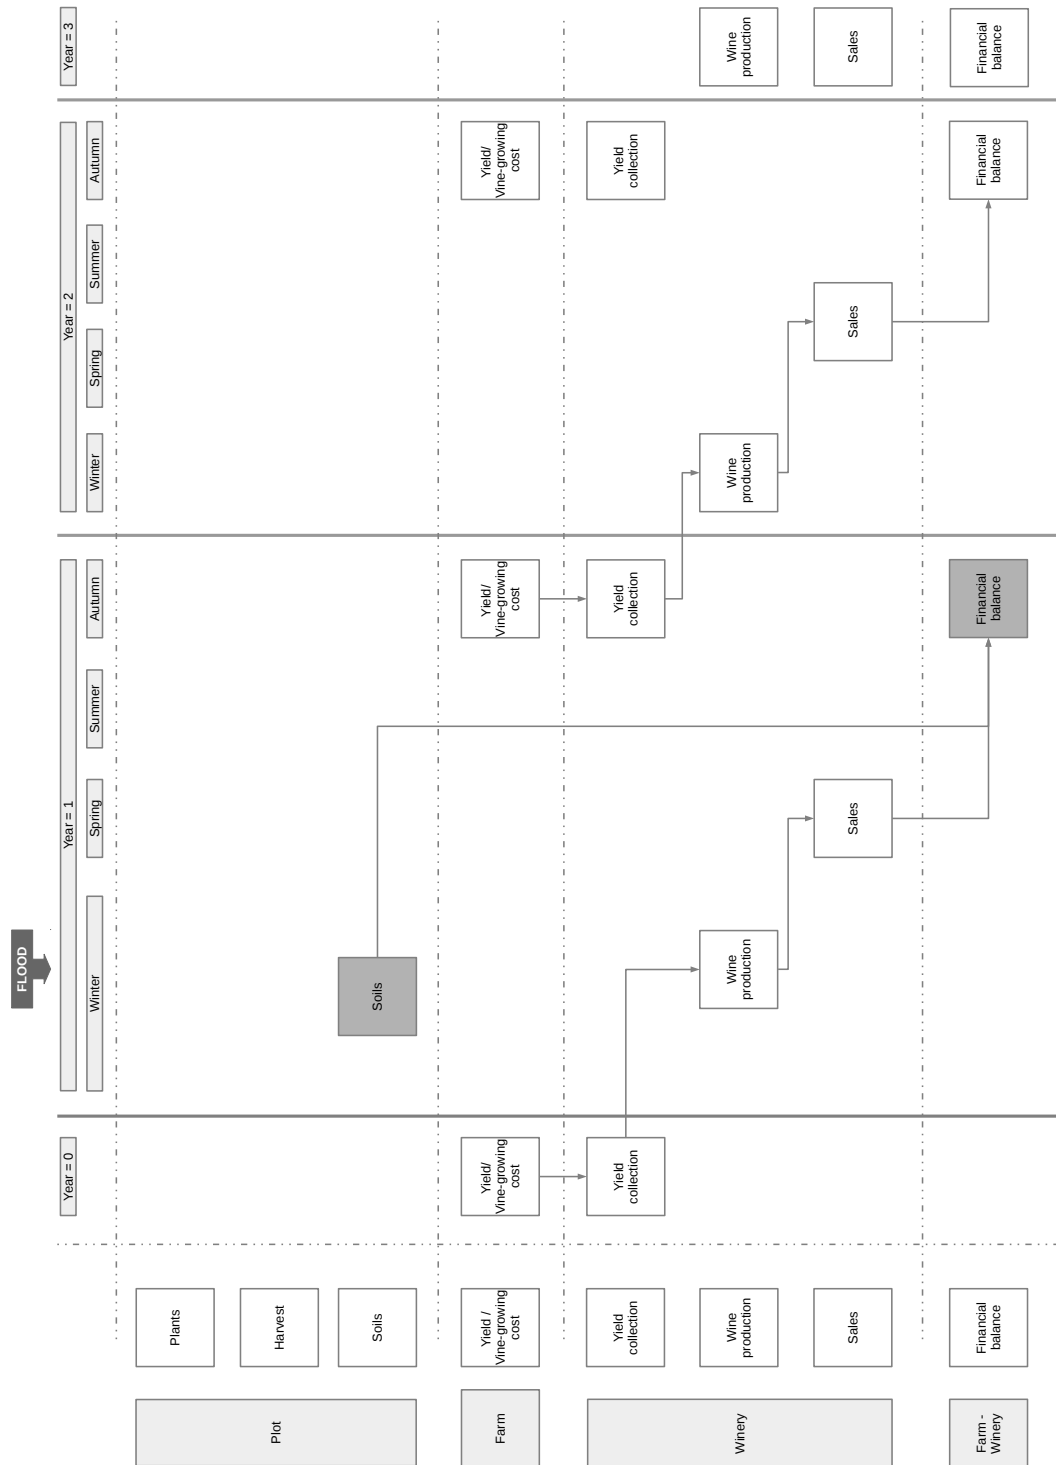 FLOOD
Year = 0
Year = 1
Year = 2
Year = 3
Winter
Spring
Summer
Autumn
Winter
Spring
Summer
Autumn
Plot
Plants
Harvest
Soils
Soils
Farm
Yield /
Vine-growing
cost
Yield/
Vine-growing
cost
Yield/
Vine-growing
cost
Yield/
Vine-growing
cost
Winery
Yield
collection
Yield
collection
Yield
collection
Yield
collection
Wine
production
Wine
production
Wine
production
Wine
production
Sales
Sales
Sales
Sales
Farm -
Winery
Financial
balance
Financial
balance
Financial
balance
Financial
balance